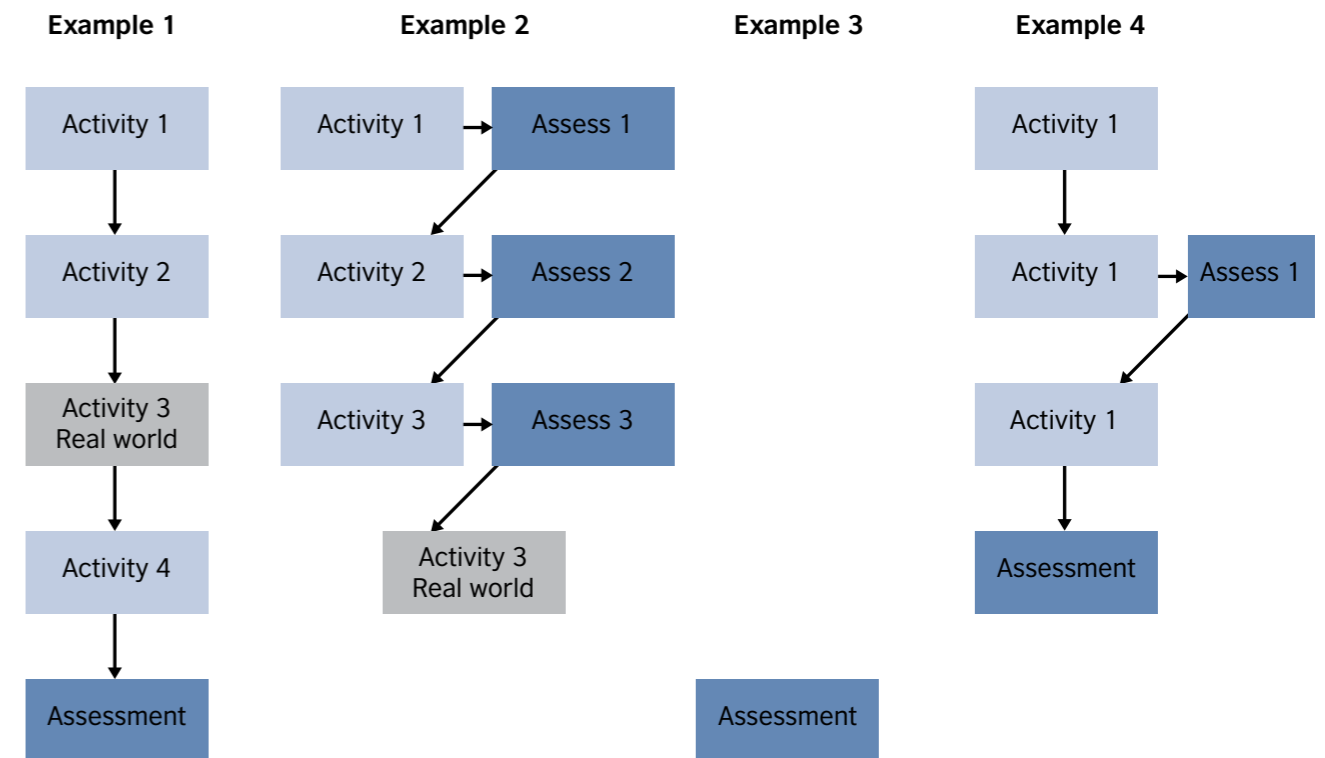 Example 1
Activity 1
Activity 2
Activity 3
Real world
Activity 4
Assessment
Example 2
Activity 1
Assess 1
Activity 2
Assess 2
Activity 3
Assess 3
Activity 3
Real world
Example 3
Assessment
Example 4
Activity 1
Activity 1
Assess 1
Activity 1
Assessment